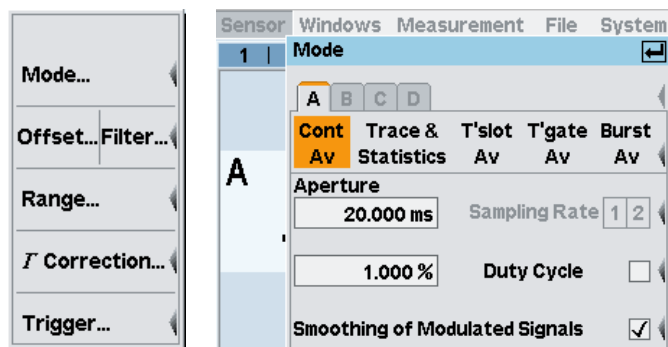 Mode...
Offset... Filter...
Range...
Γ Correction...
Trigger...
Sensor Windows Measurement File System
1 | Mode
A B C D
Cont Av Trace & Statistics T'slot Av T'gate Av Burst Av
A
Aperture
20.000 ms Sampling Rate 1 2
1.000 % Duty Cycle
Smoothing of Modulated Signals